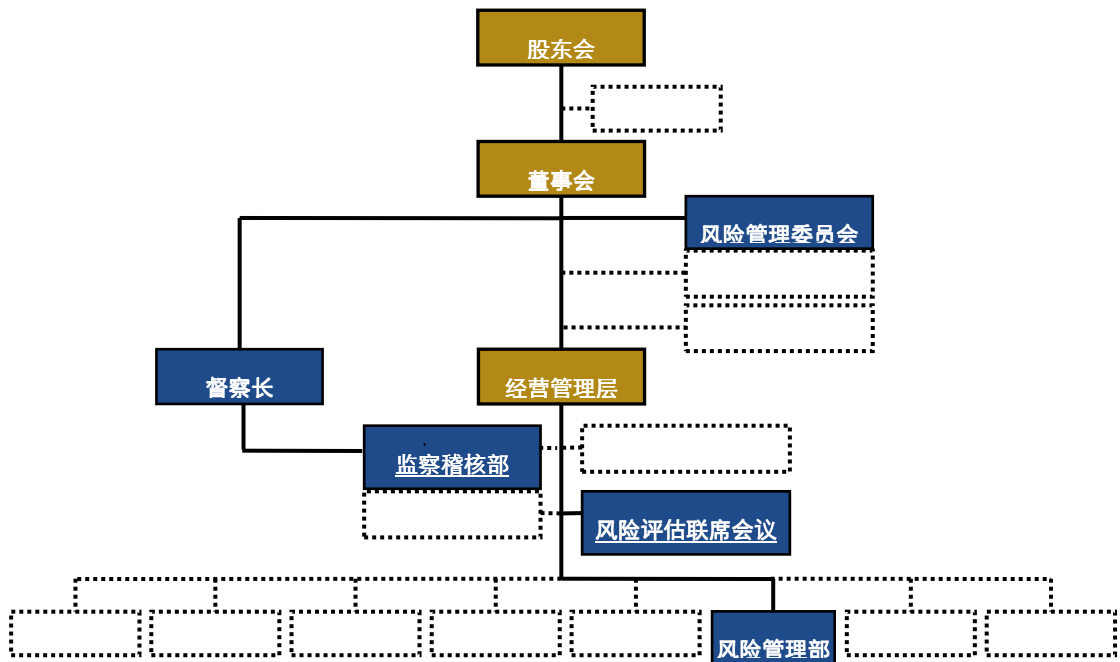 股东会
董事会
风险管理委员会
督察长
经营管理层
监察稽核部
风险评估联席会议
风险管理部